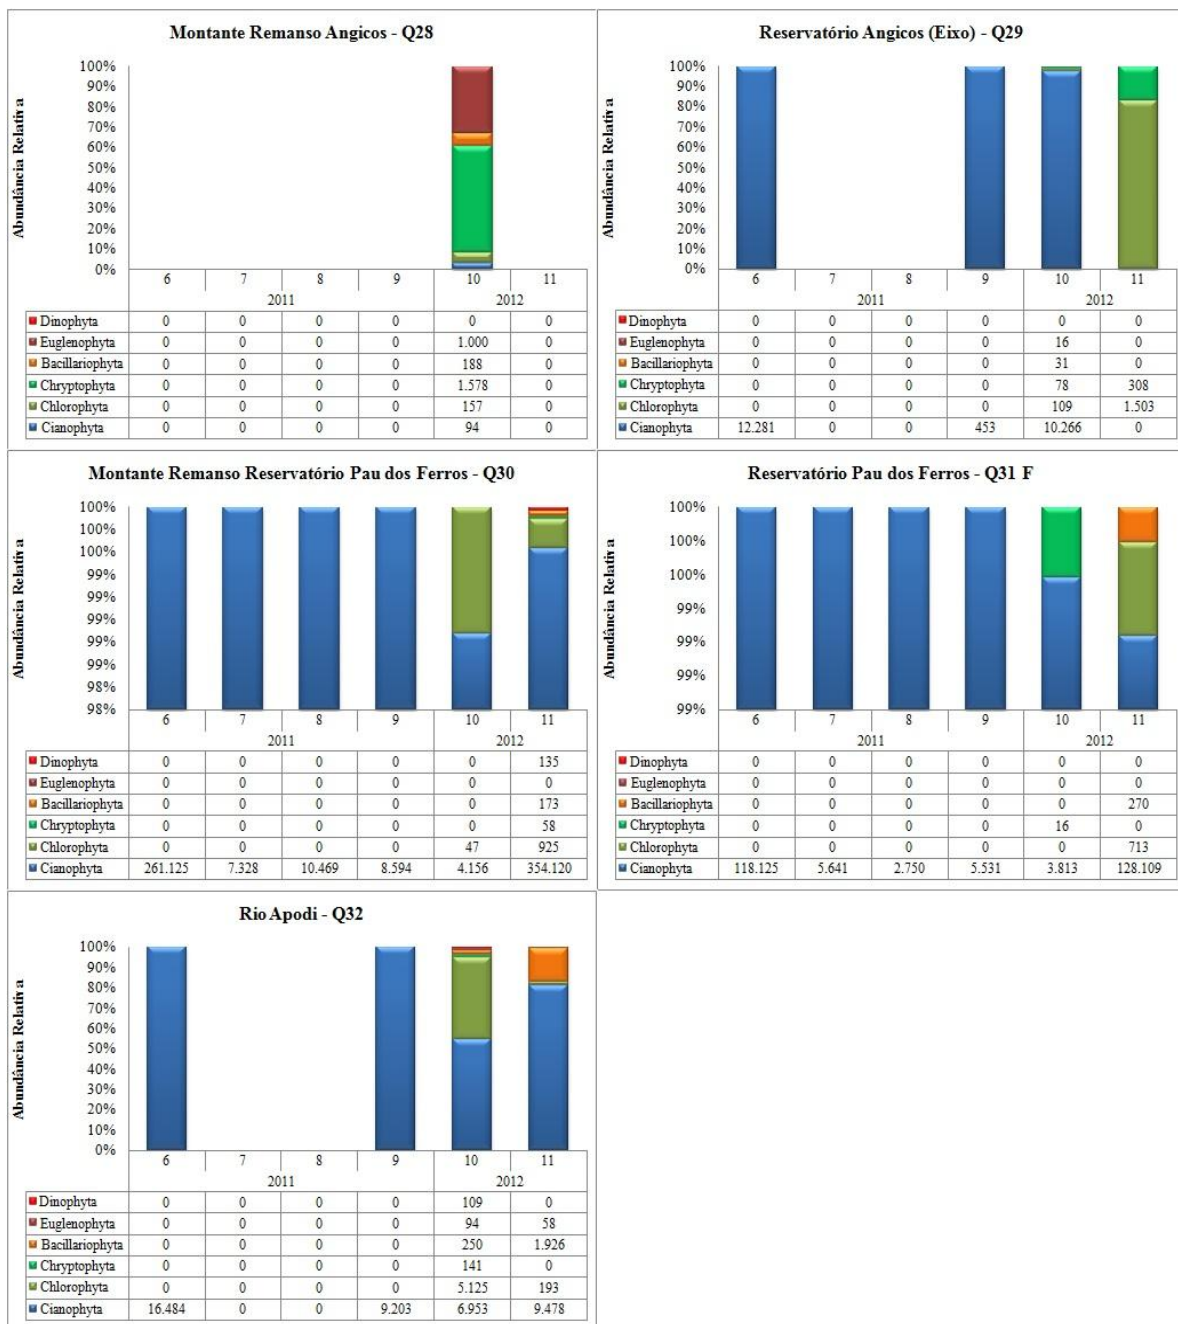 Montante Remanso Angicos - Q28
Abundância Relativa
100%
90%
80%
70%
60%
50%
40%
30%
20%
10%
0%
6 7 8 9 10 11
2011 2012
Dinophyta 0 0 0 0 0 0
Euglenophyta 0 0 0 0 1.000 0
Bacillariophyta 0 0 0 0 188 0
Chryptophyta 0 0 0 0 1.578 0
Chlorophyta 0 0 0 0 157 0
Cianophyta 0 0 0 0 94 0
Reservatório Angicos (Eixo) - Q29
Abundância Relativa
100%
90%
80%
70%
60%
50%
40%
30%
20%
10%
0%
6 7 8 9 10 11
2011 2012
Dinophyta 0 0 0 0 0 0
Euglenophyta 0 0 0 0 16 0
Bacillariophyta 0 0 0 0 31 0
Chryptophyta 0 0 0 0 78 308
Chlorophyta 0 0 0 0 109 1.503
Cianophyta 12.281 0 0 453 10.266 0
Montante Remanso Reservatório Pau dos Ferros - Q30
Abundância Relativa
100%
100%
100%
99%
99%
99%
99%
99%
98%
98%
6 7 8 9 10 11
2011 2012
Dinophyta 0 0 0 0 0 135
Euglenophyta 0 0 0 0 0 0
Bacillariophyta 0 0 0 0 0 173
Chryptophyta 0 0 0 0 0 58
Chlorophyta 0 0 0 0 47 925
Cianophyta 261.125 7.328 10.469 8.594 4.156 354.120
Reservatório Pau dos Ferros - Q31 F
Abundância Relativa
100%
100%
100%
99%
99%
99%
99%
6 7 8 9 10 11
2011 2012
Dinophyta 0 0 0 0 0 0
Euglenophyta 0 0 0 0 0 0
Bacillariophyta 0 0 0 0 0 270
Chryptophyta 0 0 0 0 16 0
Chlorophyta 0 0 0 0 0 713
Cianophyta 118.125 5.641 2.750 5.531 3.813 128.109
Rio Apodi - Q32
Abundância Relativa
100%
90%
80%
70%
60%
50%
40%
30%
20%
10%
0%
6 7 8 9 10 11
2011 2012
Dinophyta 0 0 0 0 109 0
Euglenophyta 0 0 0 0 94 58
Bacillariophyta 0 0 0 0 250 1.926
Chryptophyta 0 0 0 0 141 0
Chlorophyta 0 0 0 0 5.125 193
Cianophyta 16.484 0 0 9.203 6.953 9.478